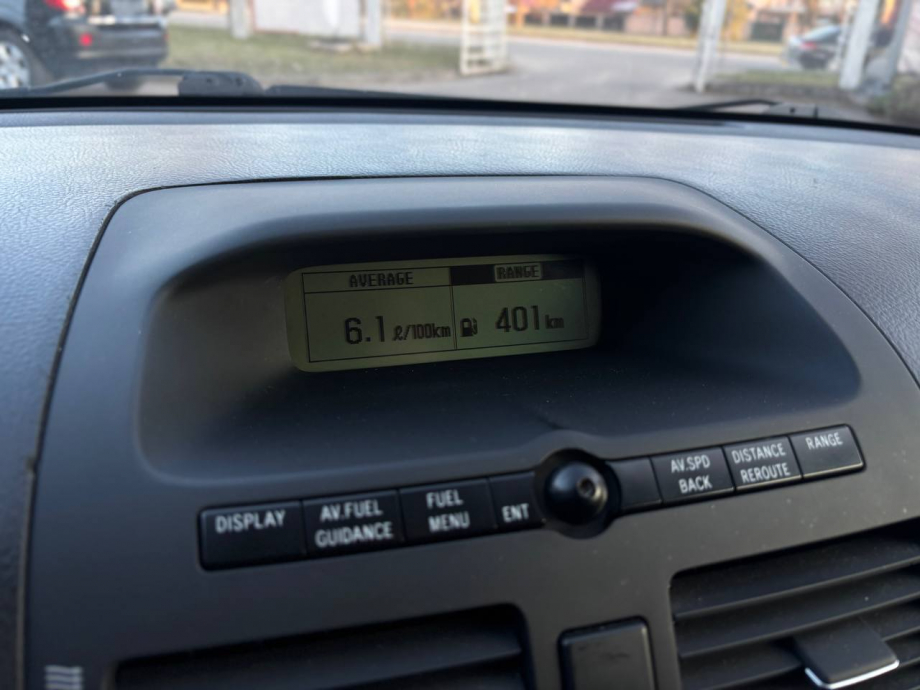 AVERAGE RANGE
6.1 ℓ/100km 401 km
DISPLAY
AV.FUEL
GUIDANCE
FUEL
MENU
ENT
AV.SPD
BACK
DISTANCE
REROUTE
RANGE